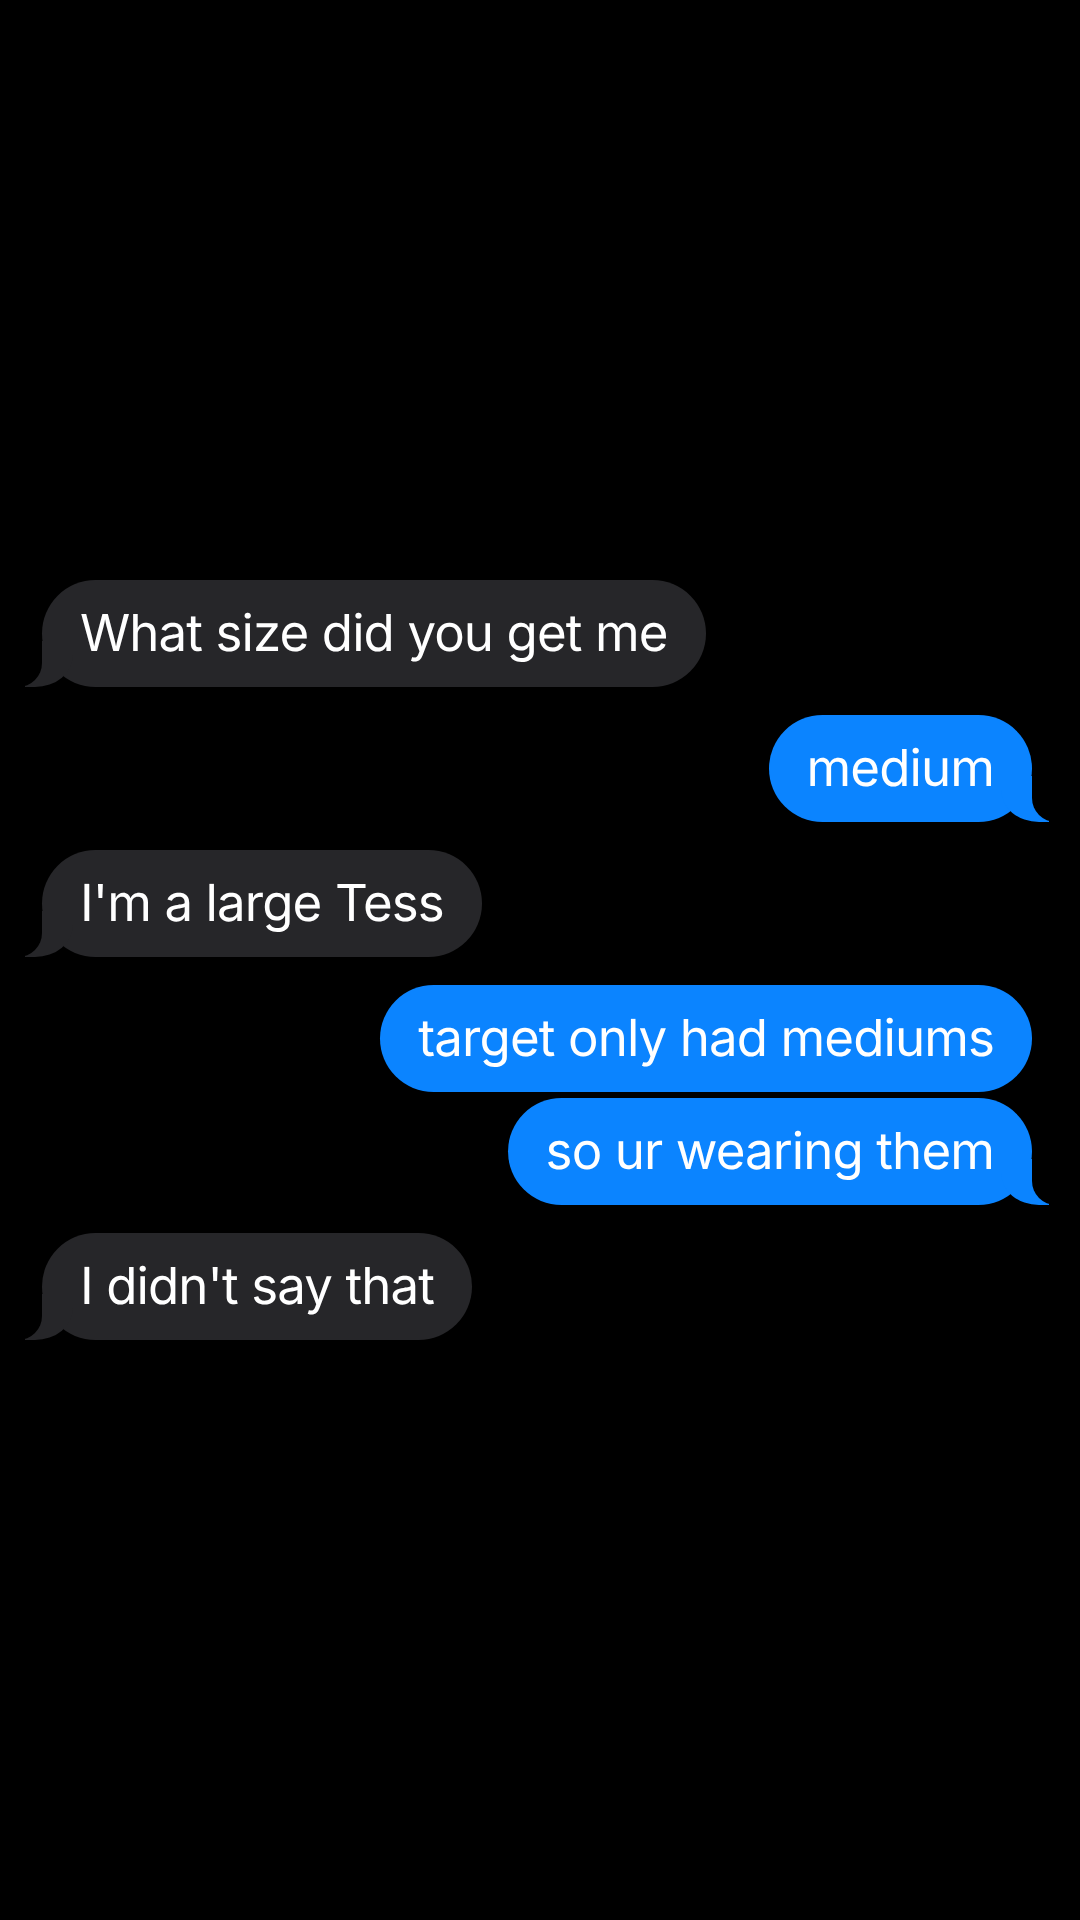 What size did you get me
medium
I'm a large Tess
target only had mediums
so ur wearing them
I didn't say that